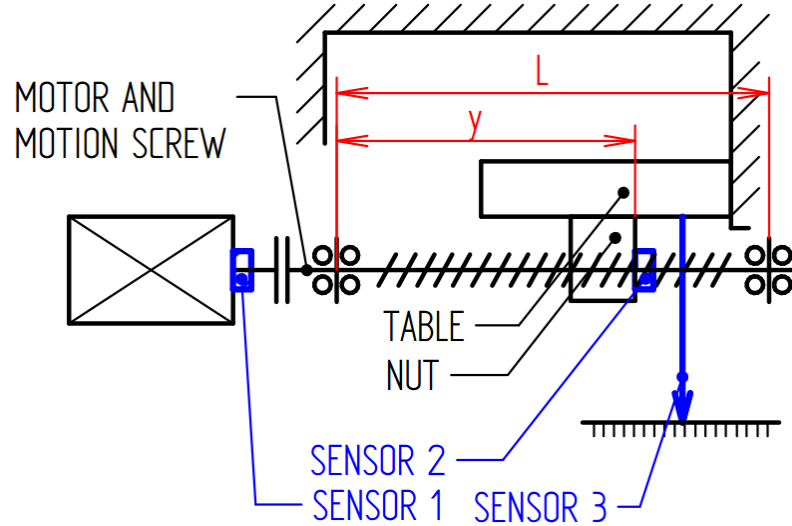 L
y
MOTOR AND
MOTION SCREW
TABLE
NUT
SENSOR 2
SENSOR 1
SENSOR 3